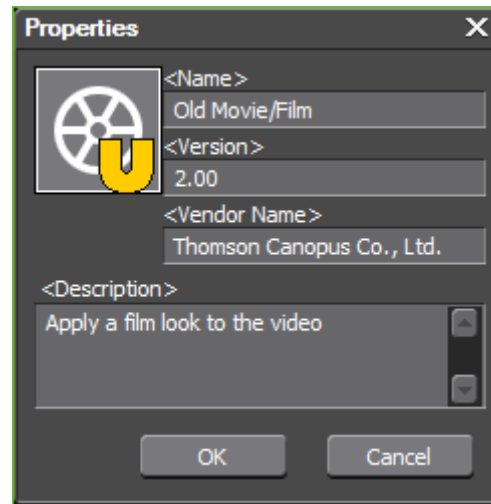 Properties
<Name>
Old Movie/Film
<Version>
2.00
<Vendor Name>
Thomson Canopus Co., Ltd.
<Description>
Apply a film look to the video
U
OK
Cancel